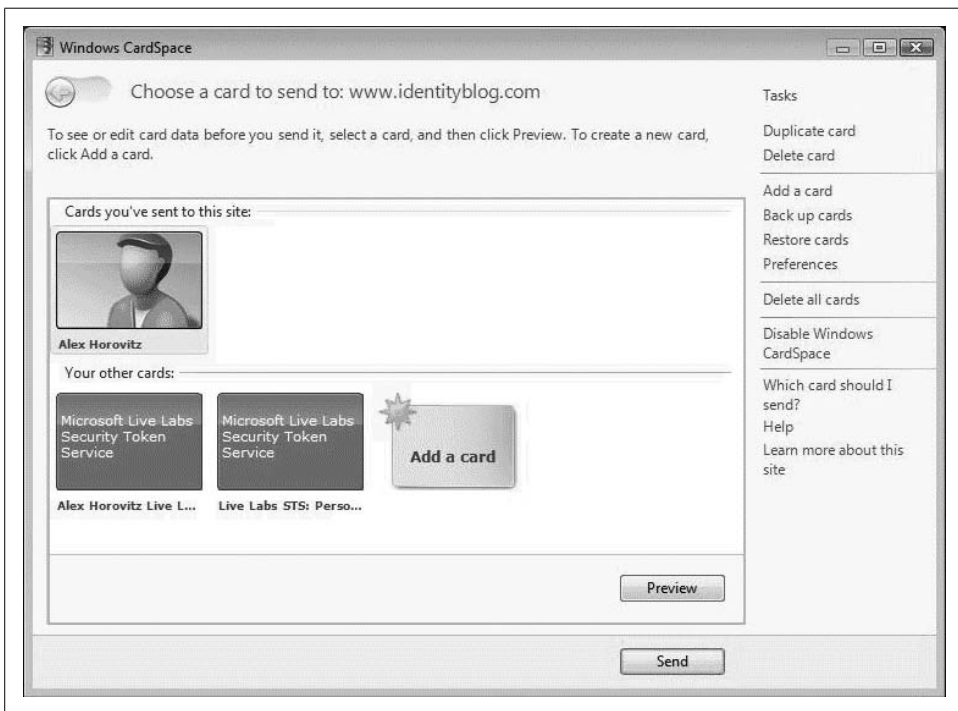 Windows CardSpace
Choose a card to send to: www.identityblog.com
To see or edit card data before you send it, select a card, and then click Preview. To create a new card,
click Add a card.
Cards you've sent to this site:
Alex Horovitz
Your other cards:
Microsoft Live Labs
Security Token
Service
Microsoft Live Labs
Security Token
Service
Add a card
Alex Horovitz Live L...
Live Labs STS: Perso...
Preview
Send
Tasks
Duplicate card
Delete card
Add a card
Back up cards
Restore cards
Preferences
Delete all cards
Disable Windows
CardSpace
Which card should I
send?
Help
Learn more about this
site